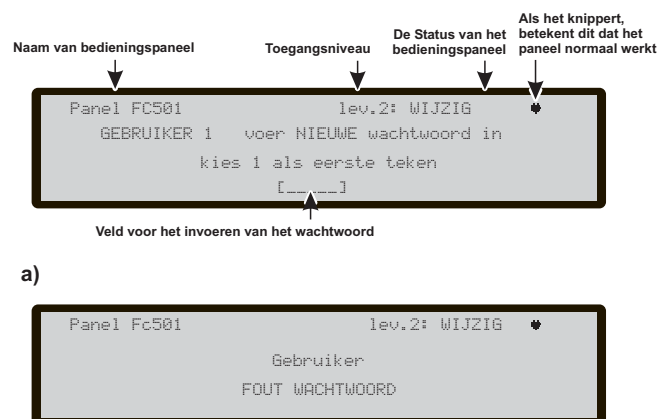 Als het knippert,
betekent dit dat het
paneel normaal werkt
De Status van het
bedieningspaneel
Toegangsniveau
Naam van bedieningspaneel
Panel FC501 lev.2: WIJZIG
GEBRUIKER 1 voer NIEUWE wachtwoord in
kies 1 als eerste teken
[_____]
Veld voor het invoeren van het wachtwoord
a)
Panel Fc501 lev.2: WIJZIG
Gebruiker
FOUT WACHTWOORD